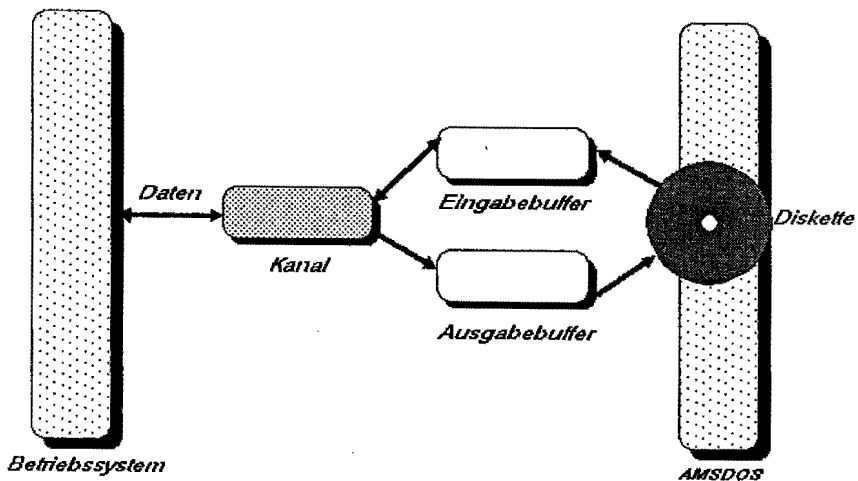 Daten
Eingabebuffer
Diskette
Kanal
Ausgabebuffer
Betriebssystem
AMSDOS